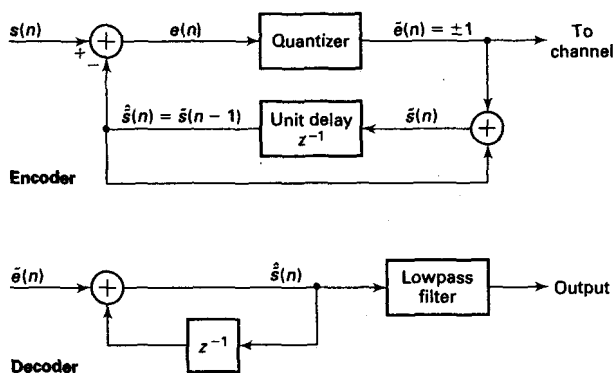 s(n)
+
+
−
e(n)
Quantizer
ẽ(n) = ±1
To
channel
ŝ̃(n) = s̃(n − 1)
Unit delay
z⁻¹
s̃(n)
+
Encoder
ẽ(n)
+
ŝ̃(n)
Lowpass
filter
Output
z⁻¹
Decoder